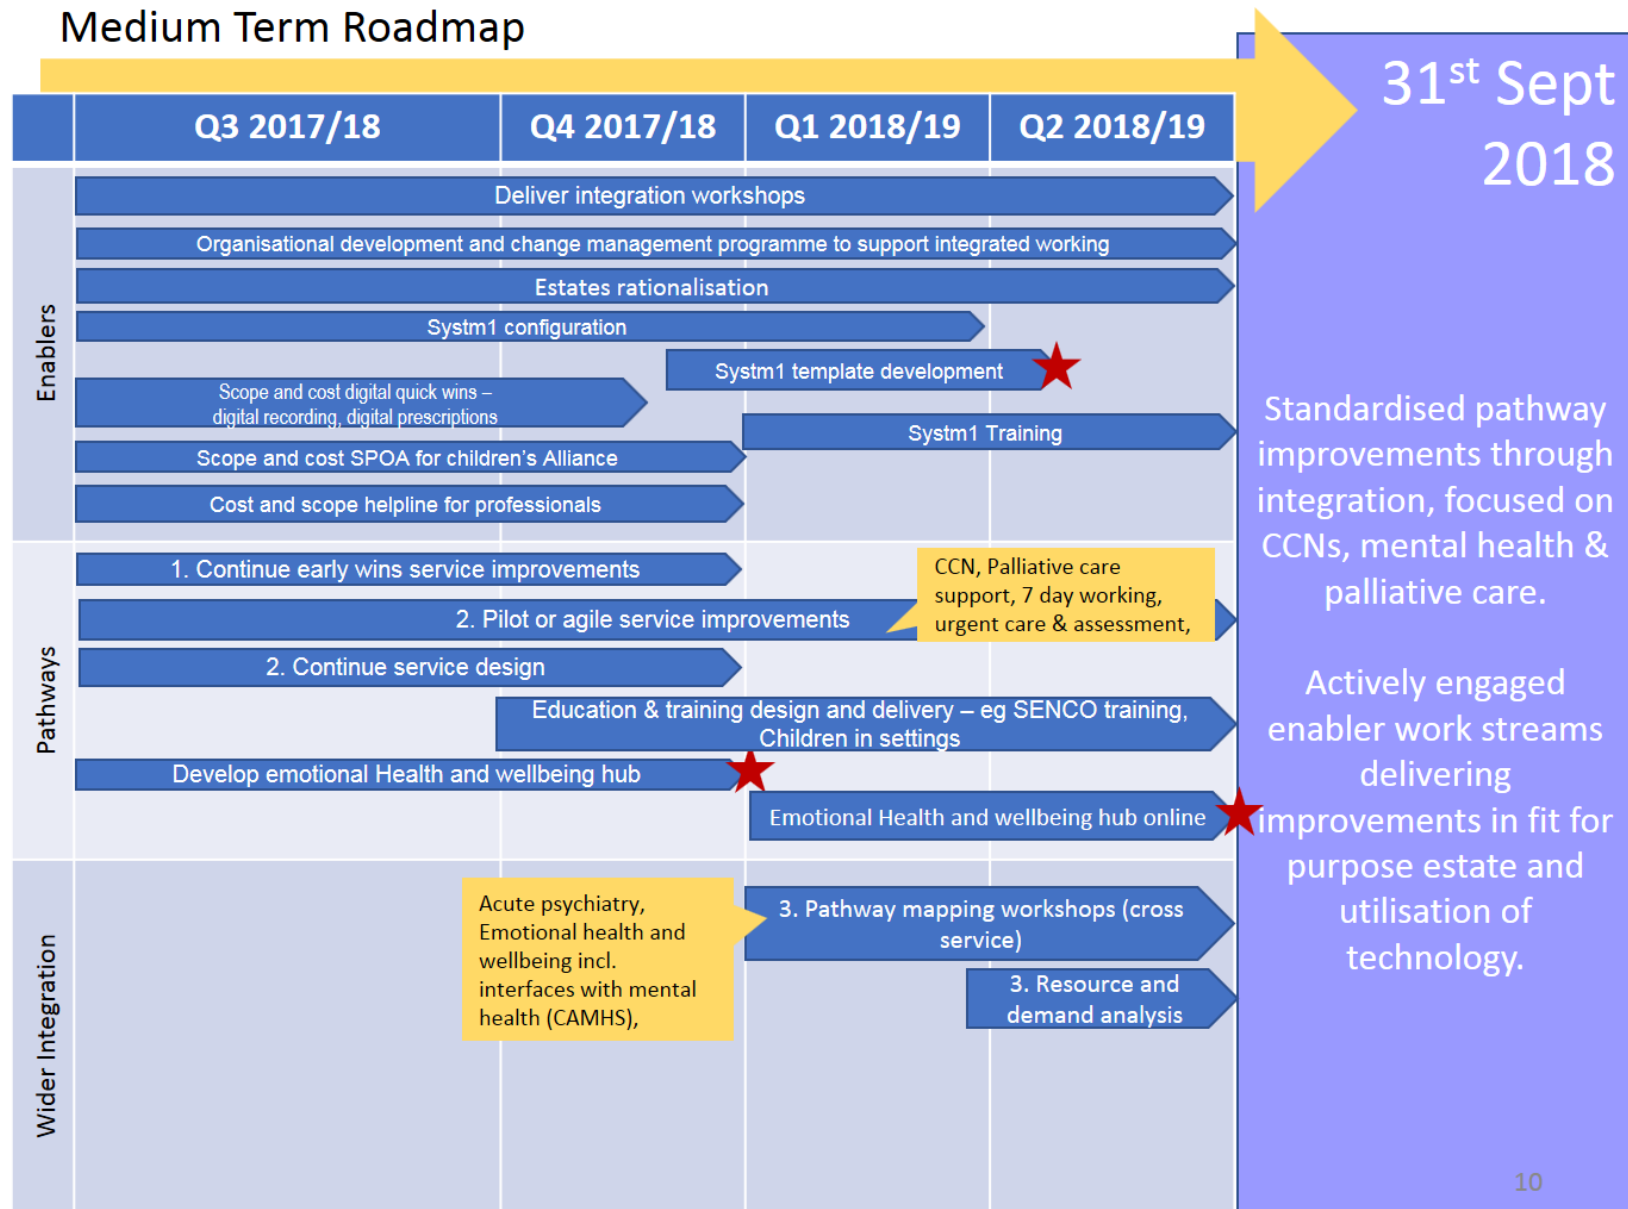 Medium Term Roadmap
31st Sept
2018
Q3 2017/18
Q4 2017/18
Q1 2018/19
Q2 2018/19
Enablers
Deliver integration workshops
Organisational development and change management programme to support integrated working
Estates rationalisation
Systm1 configuration
Systm1 template development
Scope and cost digital quick wins –
digital recording, digital prescriptions
Systm1 Training
Scope and cost SPOA for children's Alliance
Cost and scope helpline for professionals
Pathways
1. Continue early wins service improvements
CCN, Palliative care
support, 7 day working,
urgent care & assessment,
2. Pilot or agile service improvements
2. Continue service design
Education & training design and delivery – eg SENCO training,
Children in settings
Develop emotional Health and wellbeing hub
Emotional Health and wellbeing hub online
Wider Integration
Acute psychiatry,
Emotional health and
wellbeing incl.
interfaces with mental
health (CAMHS),
3. Pathway mapping workshops (cross
service)
3. Resource and
demand analysis
Standardised pathway
improvements through
integration, focused on
CCNs, mental health &
palliative care.
Actively engaged
enabler work streams
delivering
improvements in fit for
purpose estate and
utilisation of
technology.
10